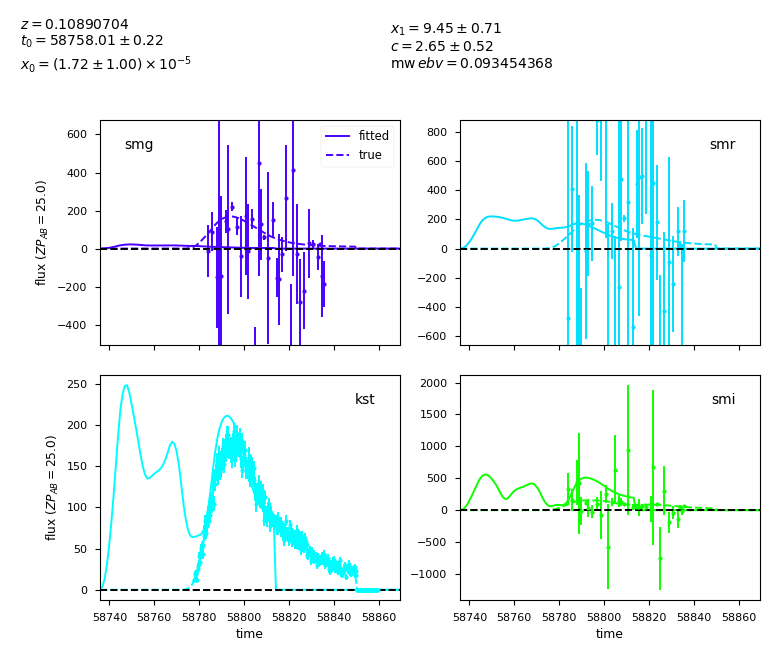 z = 0.10890704
t₀ = 58758.01 ± 0.22
x₀ = (1.72 ± 1.00) × 10⁻⁵
x₁ = 9.45 ± 0.71
c = 2.65 ± 0.52
mw ebv = 0.093454368
smg
fitted
true
600
400
200
0
−200
−400
flux (ZP_AB = 25.0)
smr
800
600
400
200
0
−200
−400
−600
kst
250
200
150
100
50
0
flux (ZP_AB = 25.0)
58740 58760 58780 58800 58820 58840 58860
time
smi
2000
1500
1000
500
0
−500
−1000
58740 58760 58780 58800 58820 58840 58860
time